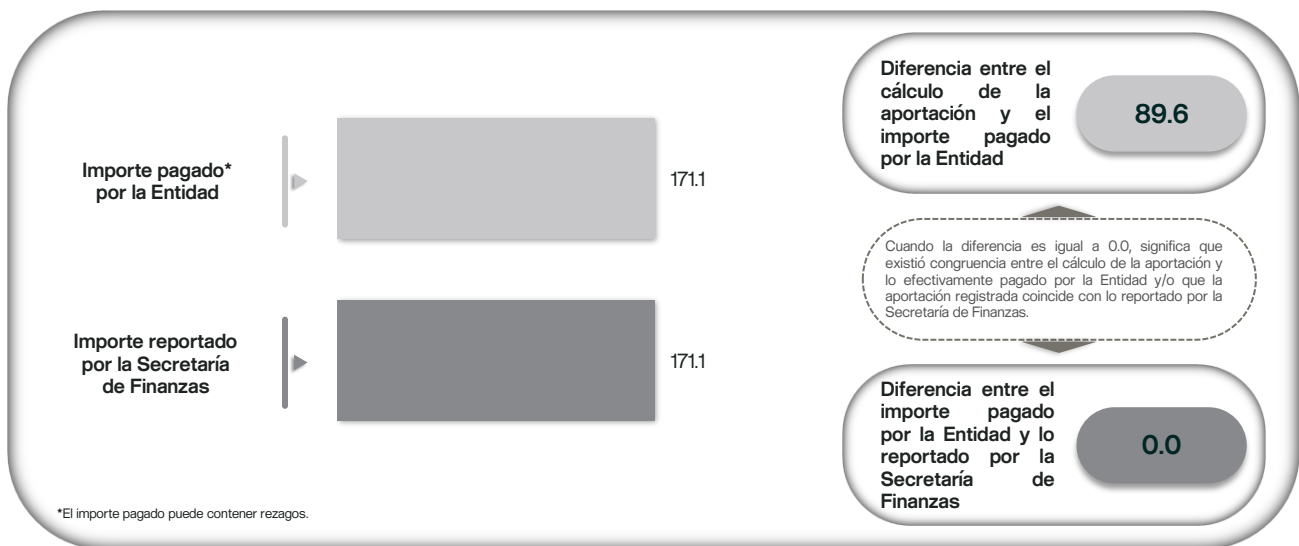 Importe pagado*
por la Entidad
171.1
Importe reportado
por la Secretaría
de Finanzas
171.1
*El importe pagado puede contener rezagos.
Diferencia entre el
cálculo de la
aportación y el
importe pagado
por la Entidad
89.6
Cuando la diferencia es igual a 0.0, significa que
existió congruencia entre el cálculo de la aportación y
lo efectivamente pagado por la Entidad y/o que la
aportación registrada coincide con lo reportado por la
Secretaría de Finanzas.
Diferencia entre el
importe pagado
por la Entidad y lo
reportado por la
Secretaría de
Finanzas
0.0